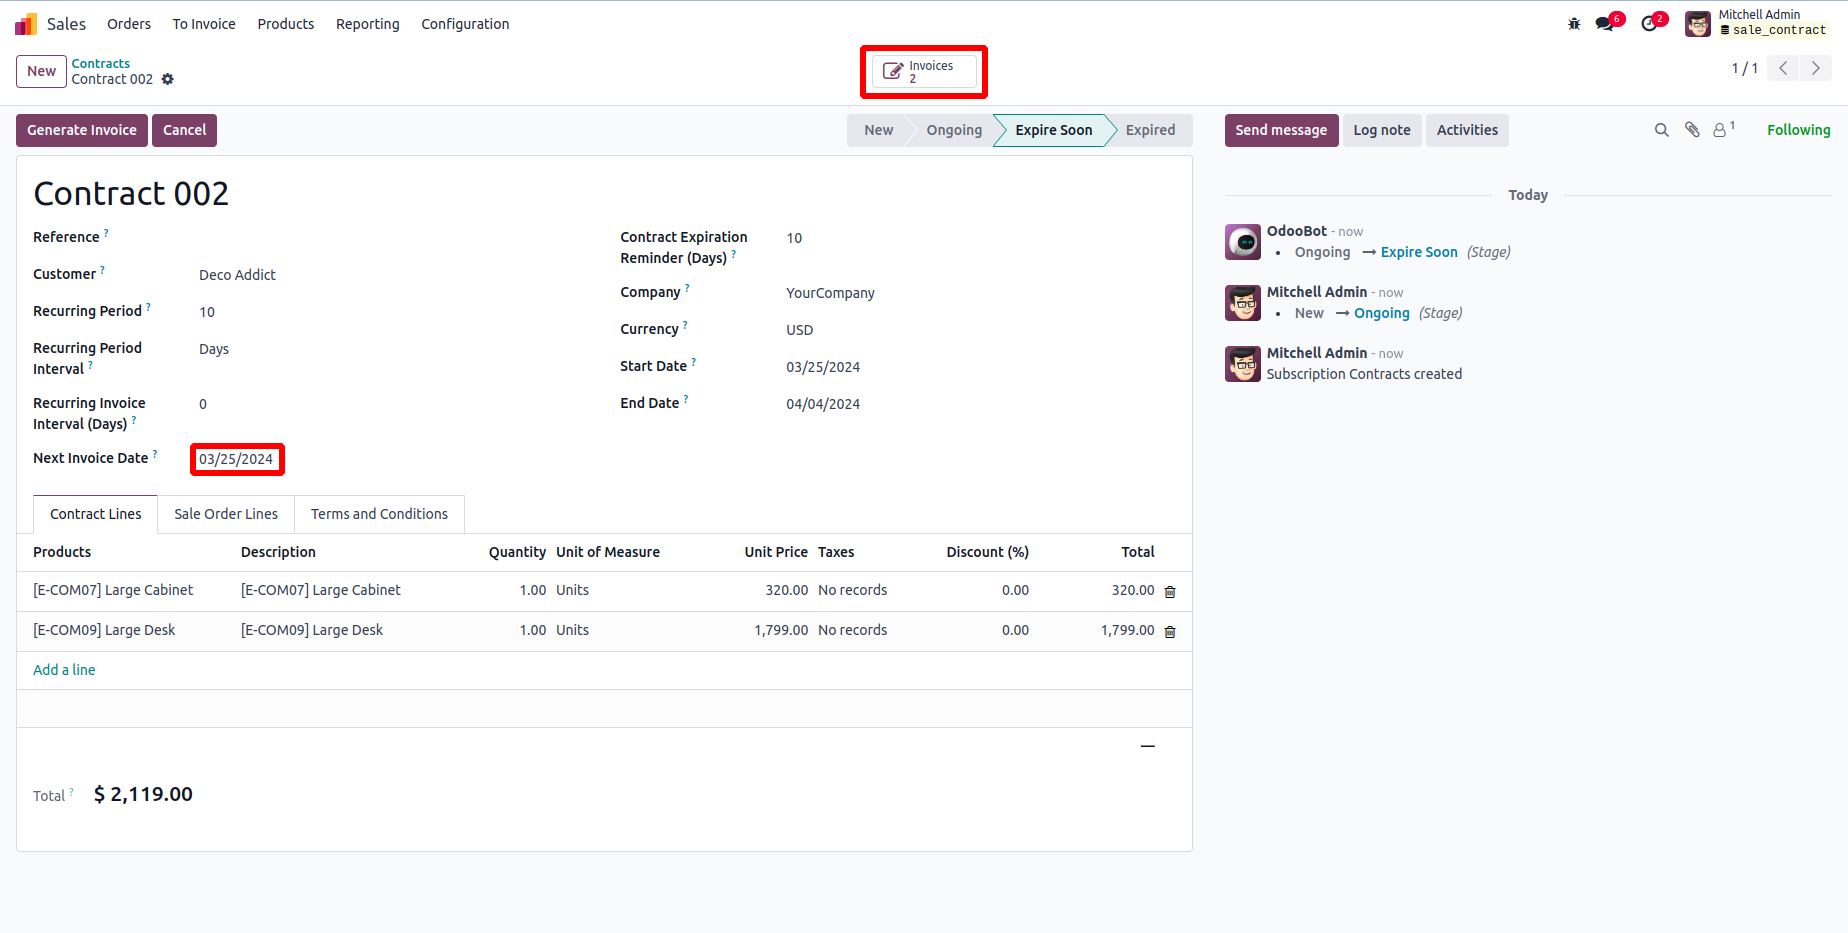 Sales Orders To Invoice Products Reporting Configuration 6 2 Mitchell Admin
sale_contract
New Contracts
Contract 002
Invoices
2
1 / 1
Generate Invoice Cancel New Ongoing Expire Soon Expired Send message Log note Activities 1 Following
Contract 002
Reference ?
Customer ? Deco Addict
Recurring Period ? 10
Recurring Period
Interval ?
Days
Recurring Invoice
Interval (Days) ?
0
Next Invoice Date ? 03/25/2024
Contract Expiration
Reminder (Days) ?
10
Company ? YourCompany
Currency ? USD
Start Date ? 03/25/2024
End Date ? 04/04/2024
Contract Lines Sale Order Lines Terms and Conditions
Products Description Quantity Unit of Measure Unit Price Taxes Discount (%) Total
[E-COM07] Large Cabinet [E-COM07] Large Cabinet 1.00 Units 320.00 No records 0.00 320.00
[E-COM09] Large Desk [E-COM09] Large Desk 1.00 Units 1,799.00 No records 0.00 1,799.00
Add a line
Total ? $ 2,119.00
Today
OdooBot - now
• Ongoing → Expire Soon (Stage)
Mitchell Admin - now
• New → Ongoing (Stage)
Mitchell Admin - now
Subscription Contracts created